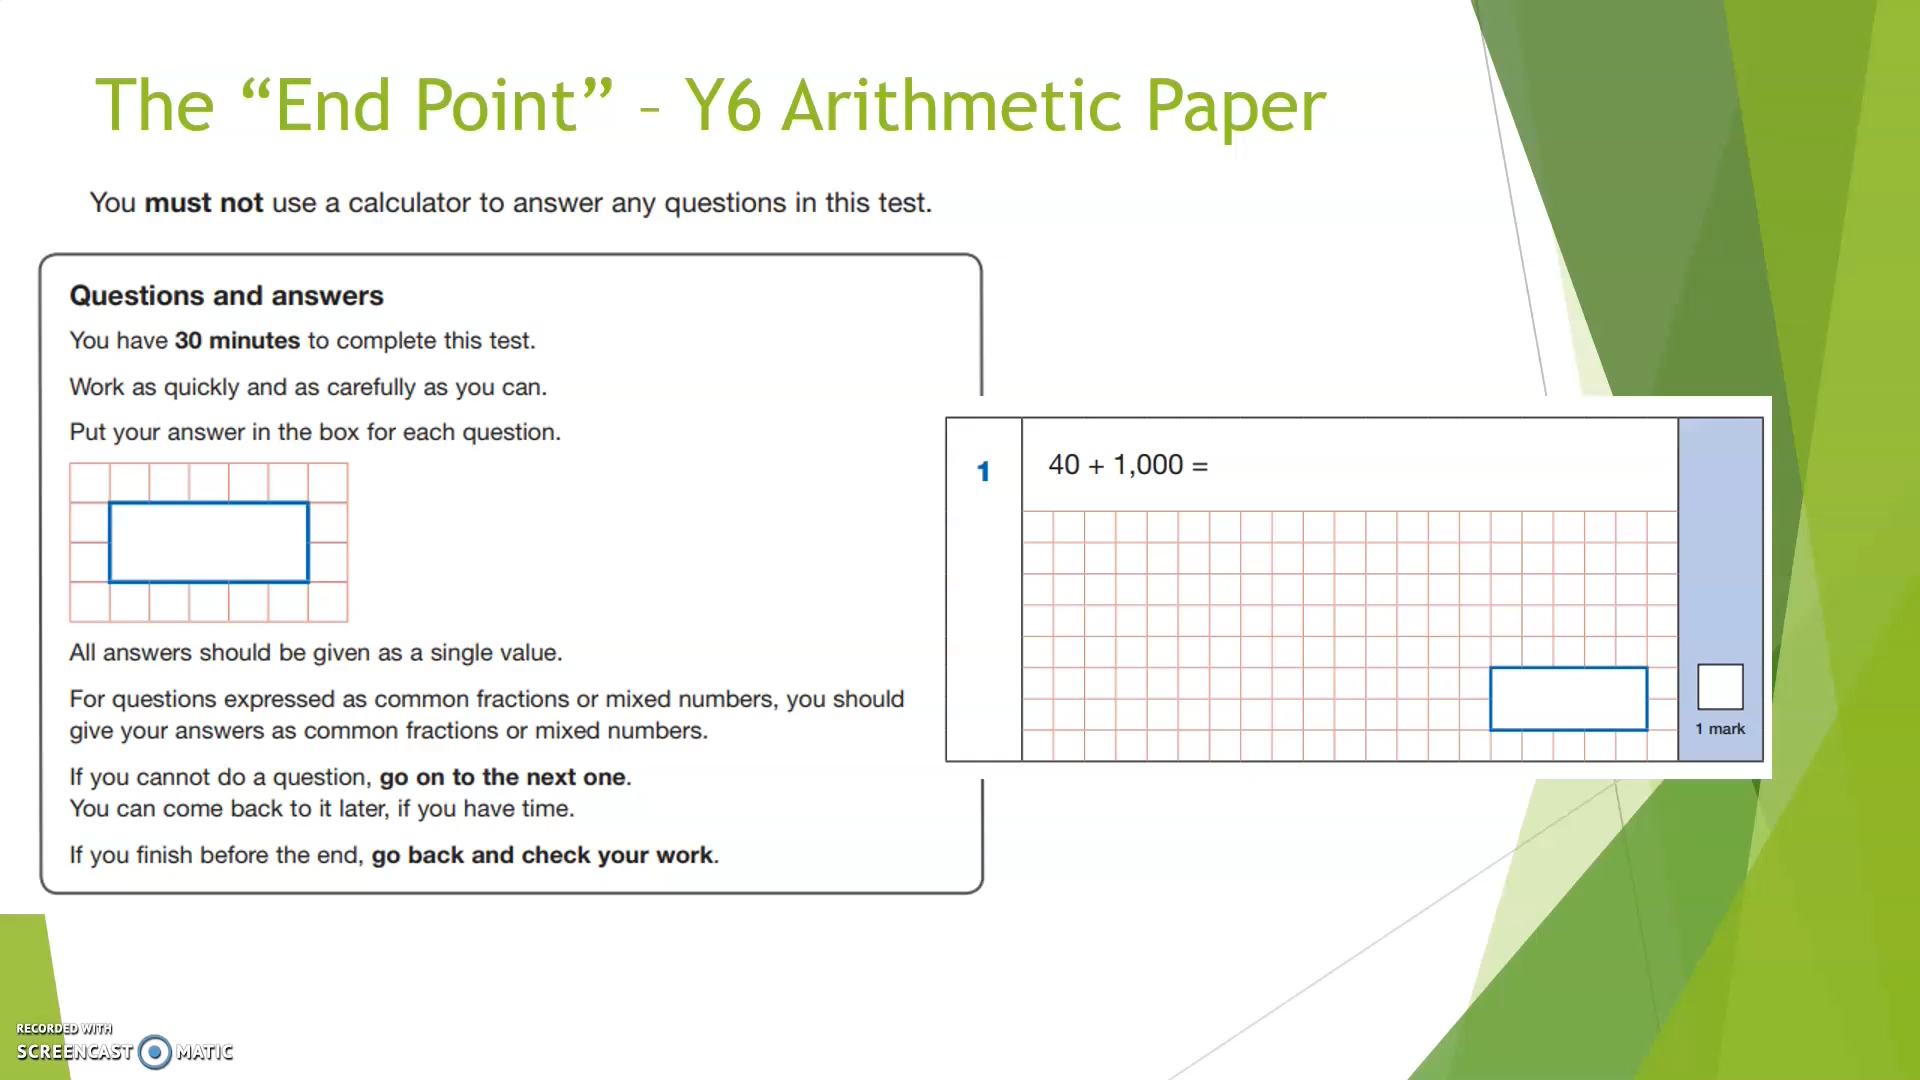 The “End Point” – Y6 Arithmetic Paper
You must not use a calculator to answer any questions in this test.
Questions and answers
You have 30 minutes to complete this test.
Work as quickly and as carefully as you can.
Put your answer in the box for each question.
All answers should be given as a single value.
For questions expressed as common fractions or mixed numbers, you should
give your answers as common fractions or mixed numbers.
If you cannot do a question, go on to the next one.
You can come back to it later, if you have time.
If you finish before the end, go back and check your work.
1
40 + 1,000 =
1 mark
RECORDED WITH
SCREENCAST MATIC